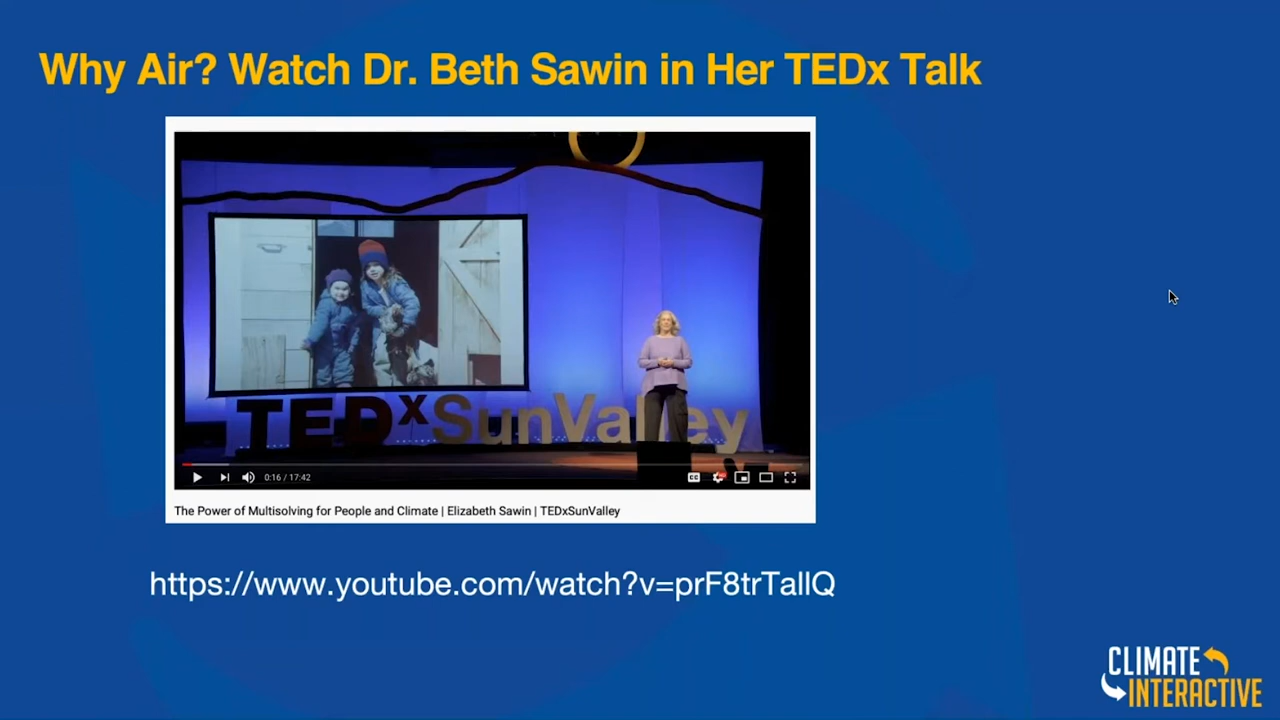 Why Air? Watch Dr. Beth Sawin in Her TEDx Talk
TEDxSunValley
0:16 / 17:42
CC
The Power of Multisolving for People and Climate | Elizabeth Sawin | TEDxSunValley
https://www.youtube.com/watch?v=prF8trTallQ
CLIMATE
INTERACTIVE